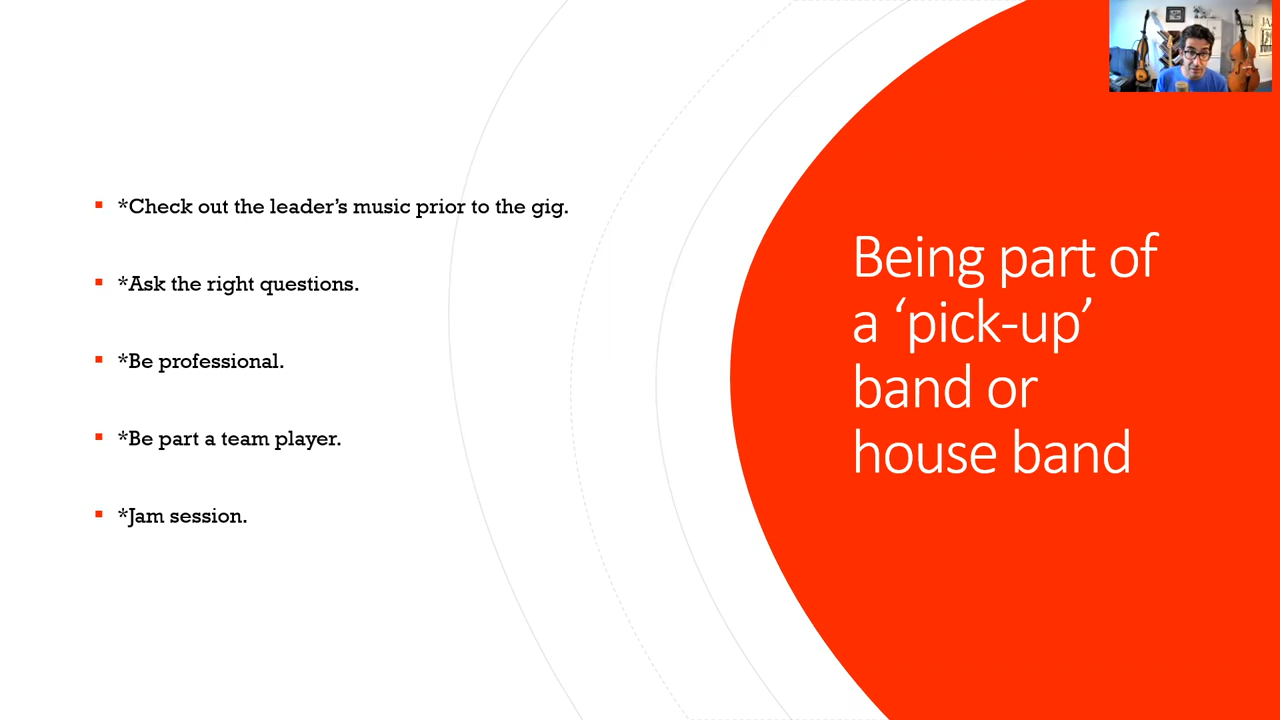 *Check out the leader’s music prior to the gig.
*Ask the right questions.
*Be professional.
*Be part a team player.
*Jam session.
Being part of
a ‘pick-up’
band or
house band